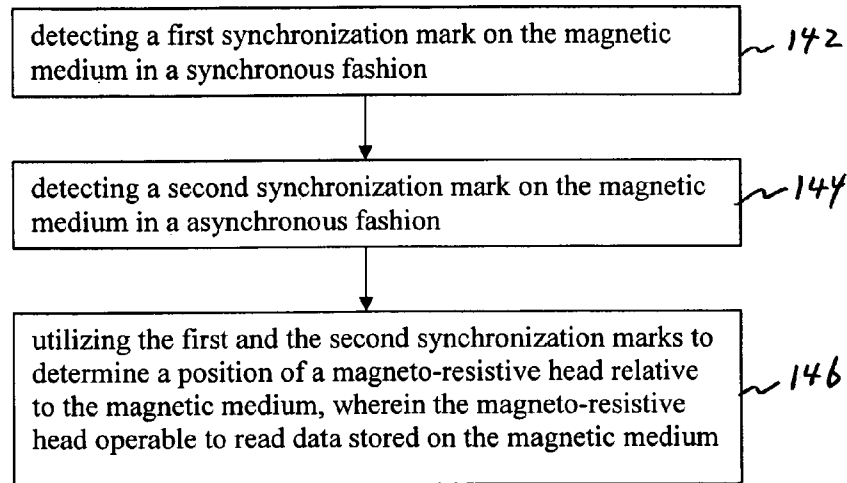 detecting a first synchronization mark on the magnetic
medium in a synchronous fashion
142
detecting a second synchronization mark on the magnetic
medium in a asynchronous fashion
144
utilizing the first and the second synchronization marks to
determine a position of a magneto-resistive head relative
to the magnetic medium, wherein the magneto-resistive
head operable to read data stored on the magnetic medium
146